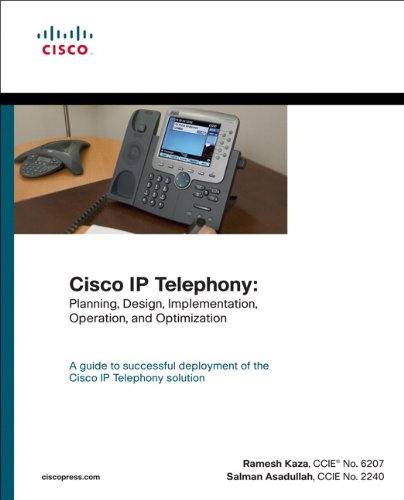 CISCO
Cisco IP Telephony:
Planning, Design, Implementation,
Operation, and Optimization
A guide to successful deployment of the
Cisco IP Telephony solution
Ramesh Kaza, CCIE® No. 6207
Salman Asadullah, CCIE No. 2240
ciscopress.com